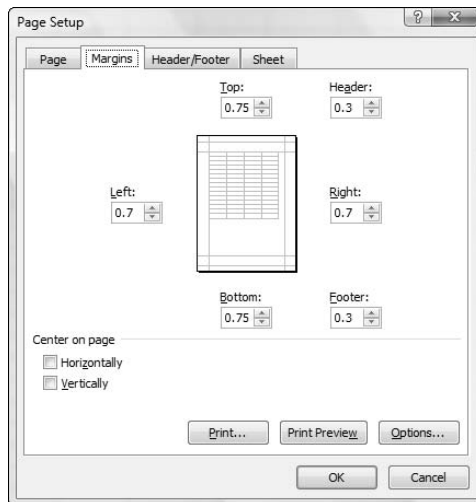 Page Setup
Page Margins Header/Footer Sheet
Top: Header:
0.75 0.3
Left: Right:
0.7 0.7
Bottom: Footer:
0.75 0.3
Center on page
Horizontally
Vertically
Print... Print Preview Options...
OK Cancel